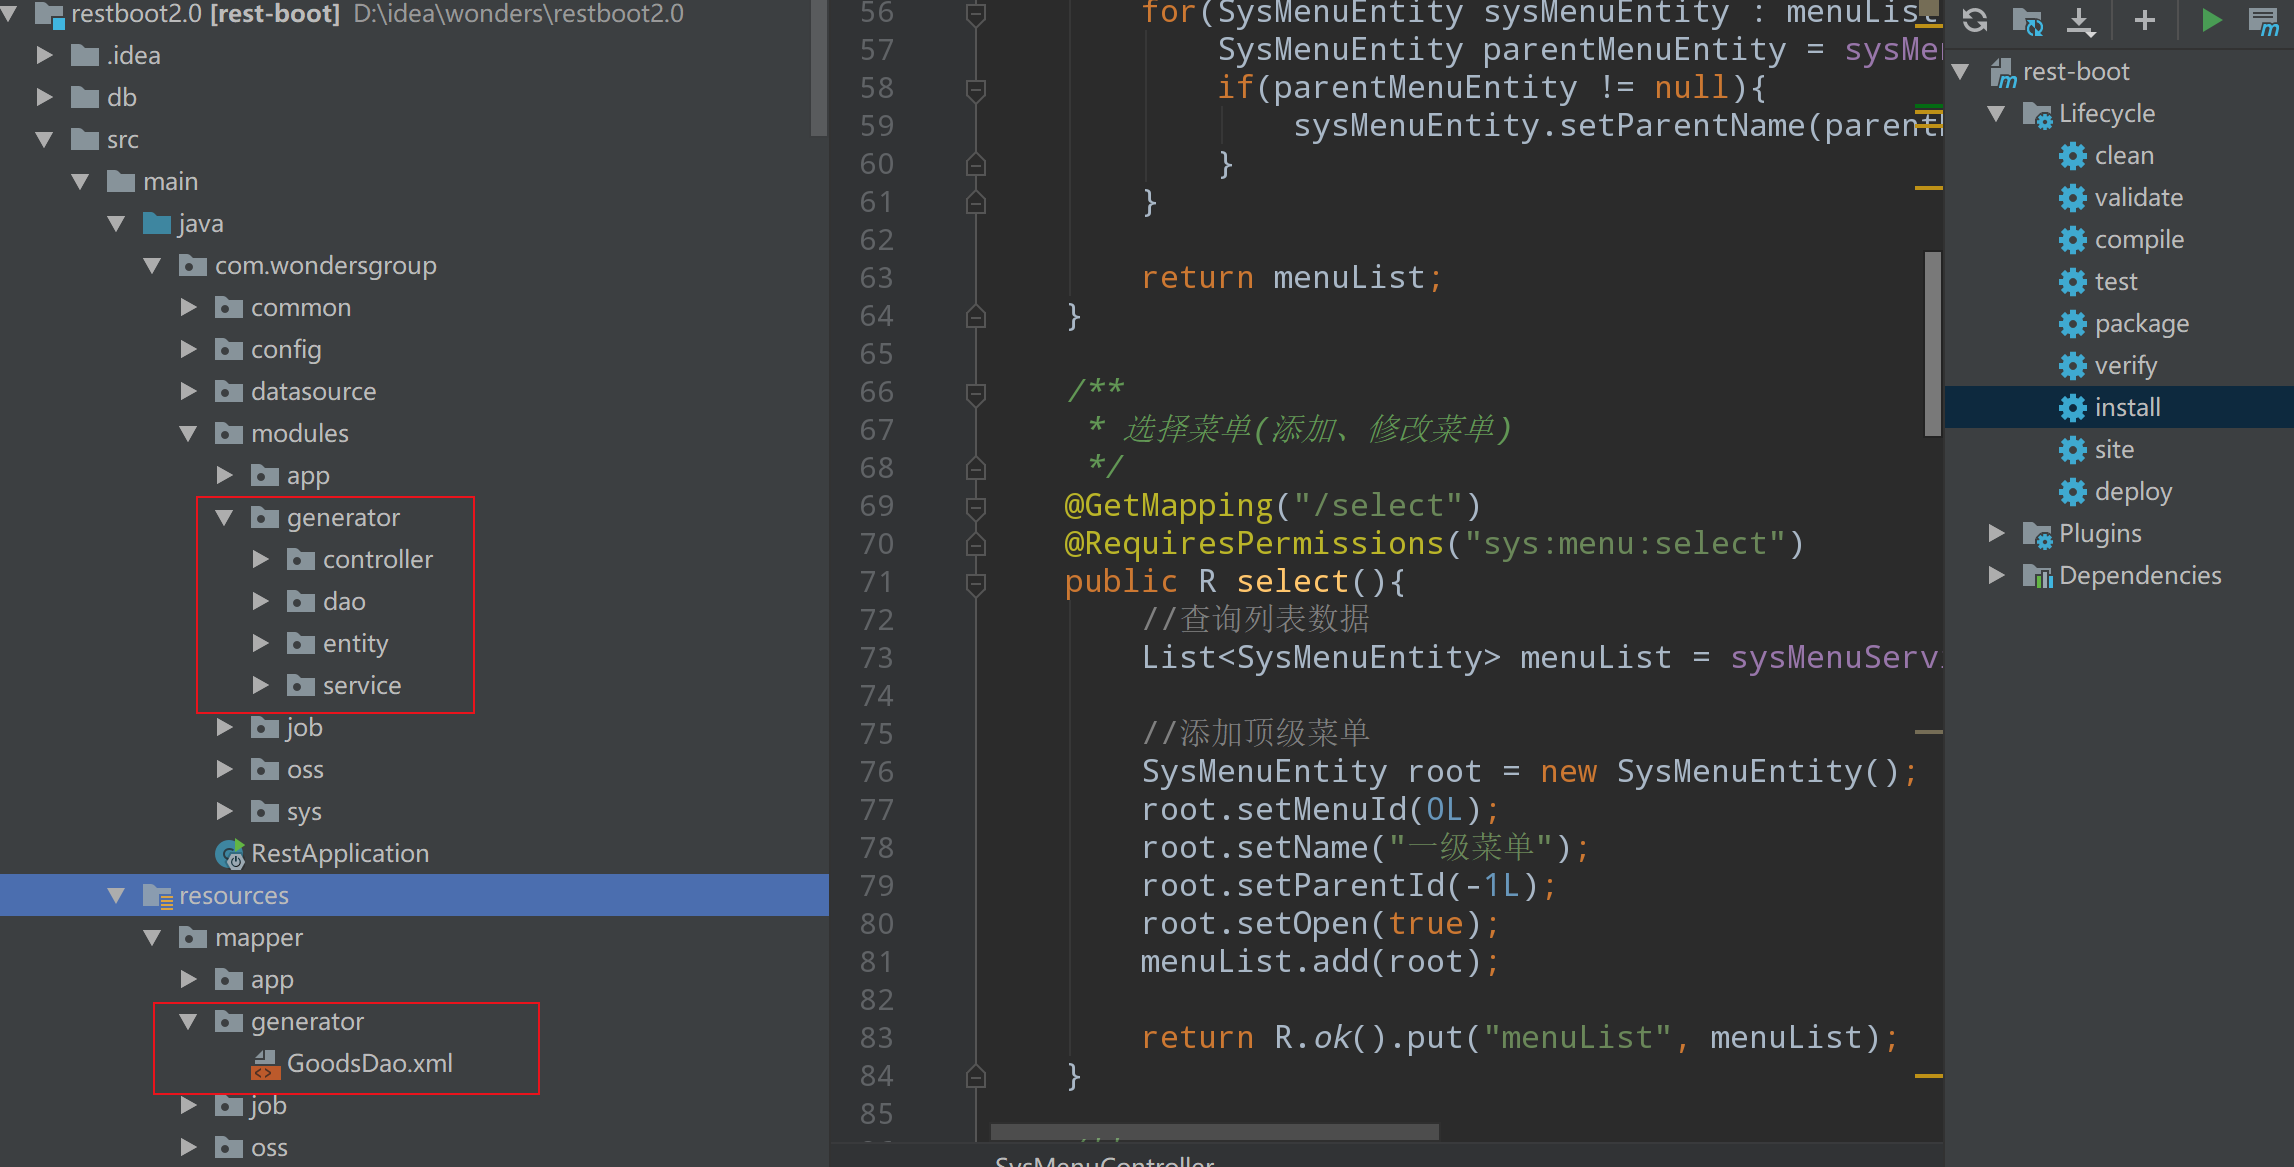 restboot2.0 [rest-boot] D:\idea\wonders\restboot2.0
.idea
db
src
main
java
com.wondersgroup
common
config
datasource
modules
app
generator
controller
dao
entity
service
job
oss
sys
RestApplication
resources
mapper
app
generator
GoodsDao.xml
job
oss
56 for(SysMenuEntity sysMenuEntity : menuList
57 SysMenuEntity parentMenuEntity = sysMe
58 if(parentMenuEntity != null){
59 sysMenuEntity.setParentName(parent
60 }
61 }
62
63 return menuList;
64 }
65
66 /**
67 * 选择菜单(添加、修改菜单)
68 */
69 @GetMapping("/select")
70 @RequiresPermissions("sys:menu:select")
71 public R select(){
72 //查询列表数据
73 List<SysMenuEntity> menuList = sysMenuServ
74
75 //添加顶级菜单
76 SysMenuEntity root = new SysMenuEntity();
77 root.setMenuId(0L);
78 root.setName("一级菜单");
79 root.setParentId(-1L);
80 root.setOpen(true);
81 menuList.add(root);
82
83 return R.ok().put("menuList", menuList);
84 }
85
SysMenuController
rest-boot
Lifecycle
clean
validate
compile
test
package
verify
install
site
deploy
Plugins
Dependencies